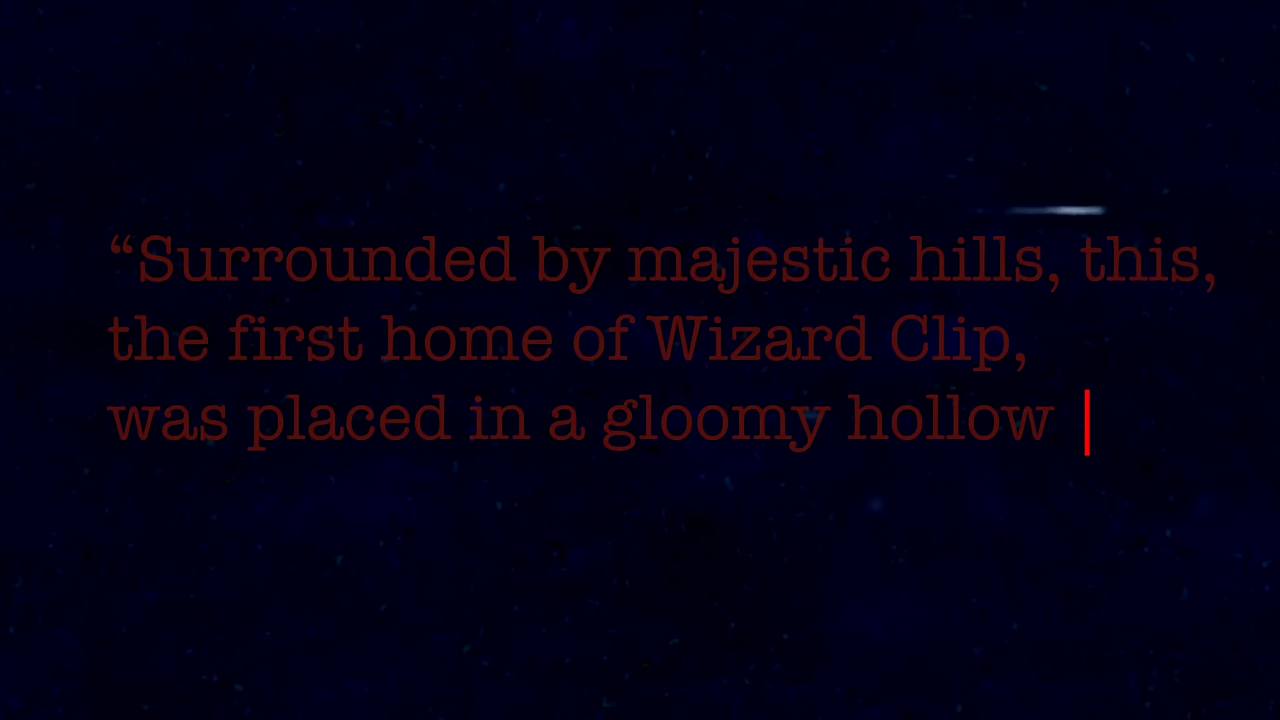 “Surrounded by majestic hills, this,
the first home of Wizard Clip,
was placed in a gloomy hollow